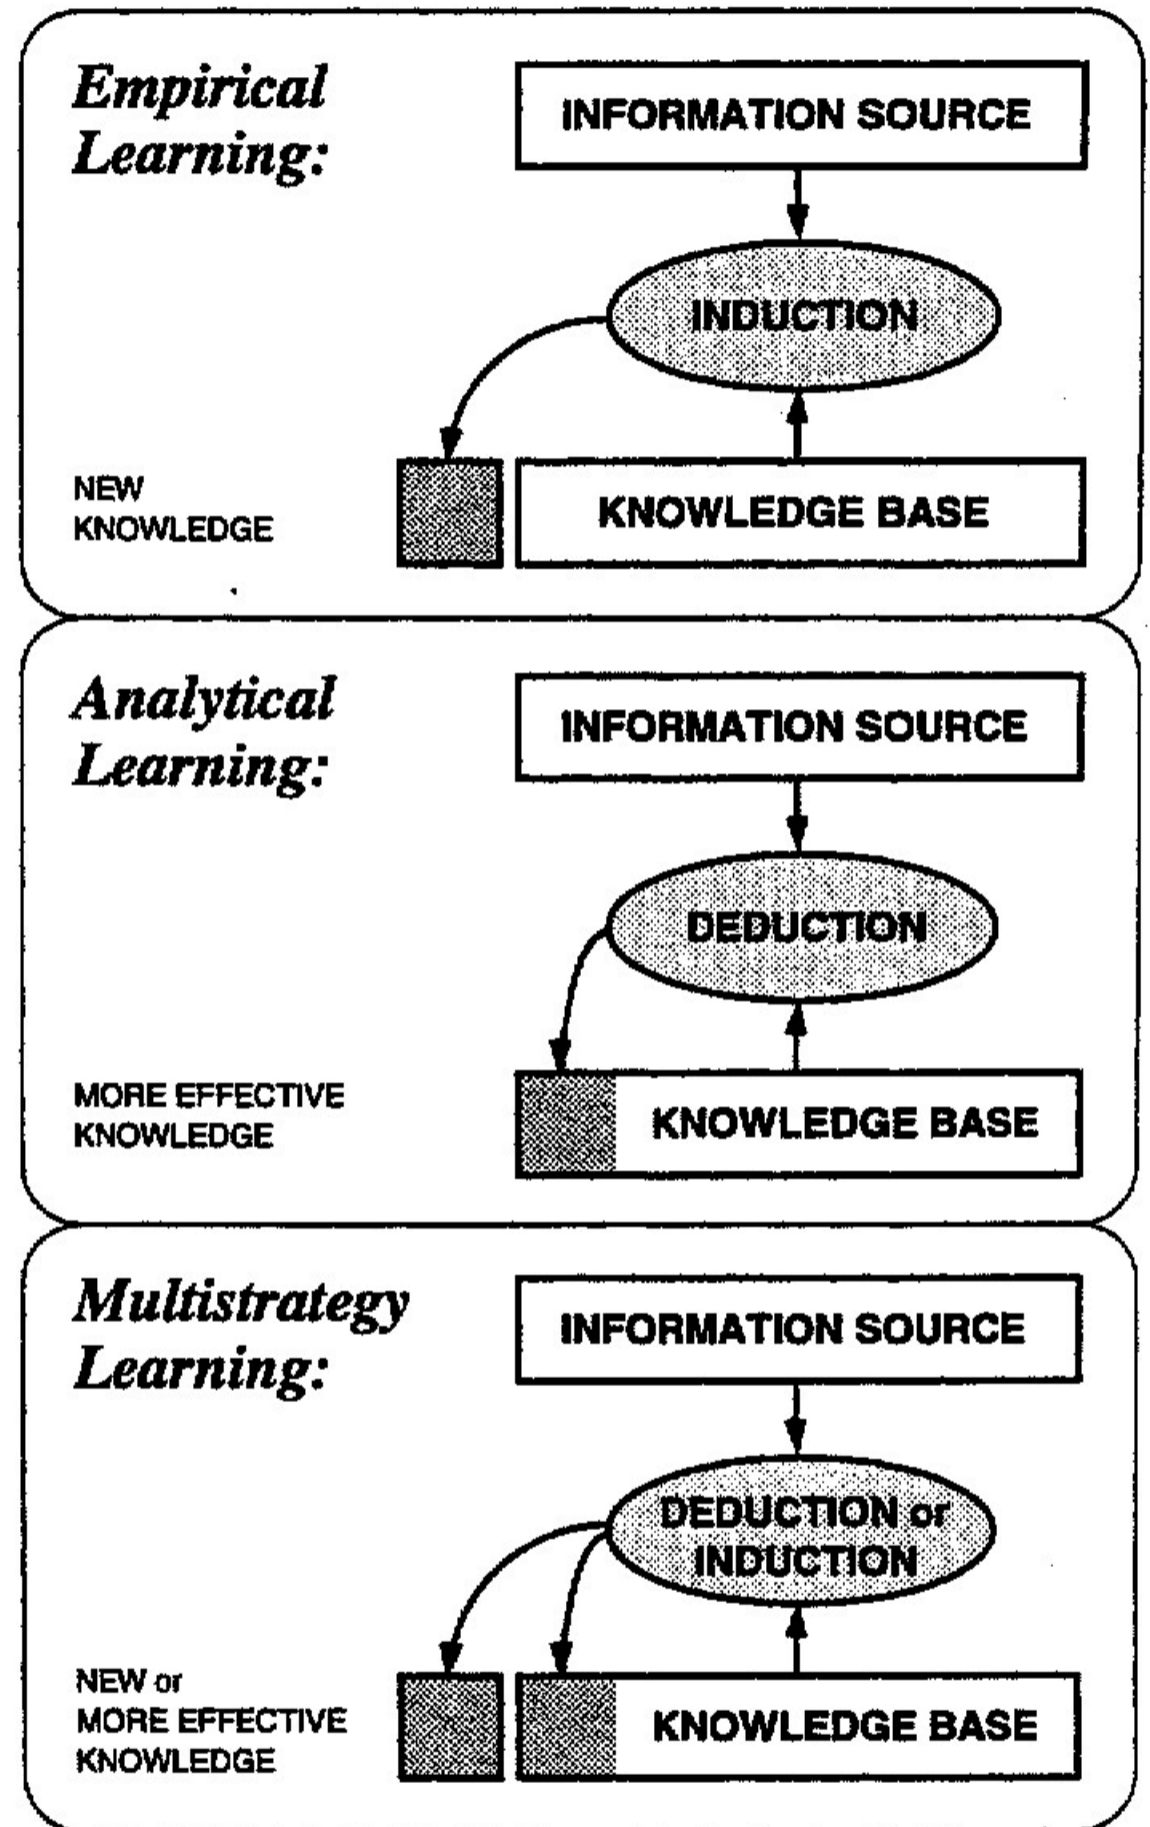 Empirical
Learning:
INFORMATION SOURCE
INDUCTION
NEW
KNOWLEDGE
KNOWLEDGE BASE
Analytical
Learning:
INFORMATION SOURCE
DEDUCTION
MORE EFFECTIVE
KNOWLEDGE
KNOWLEDGE BASE
Multistrategy
Learning:
INFORMATION SOURCE
DEDUCTION or
INDUCTION
NEW or
MORE EFFECTIVE
KNOWLEDGE
KNOWLEDGE BASE